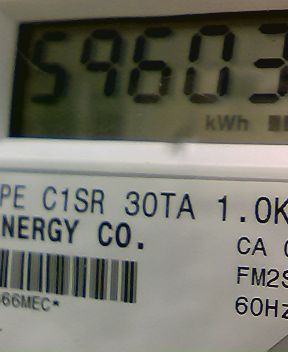 59603
kWh
PE C1SR 30TA 1.0K
NERGY CO.
CA
FM2S
66MEC*
60Hz